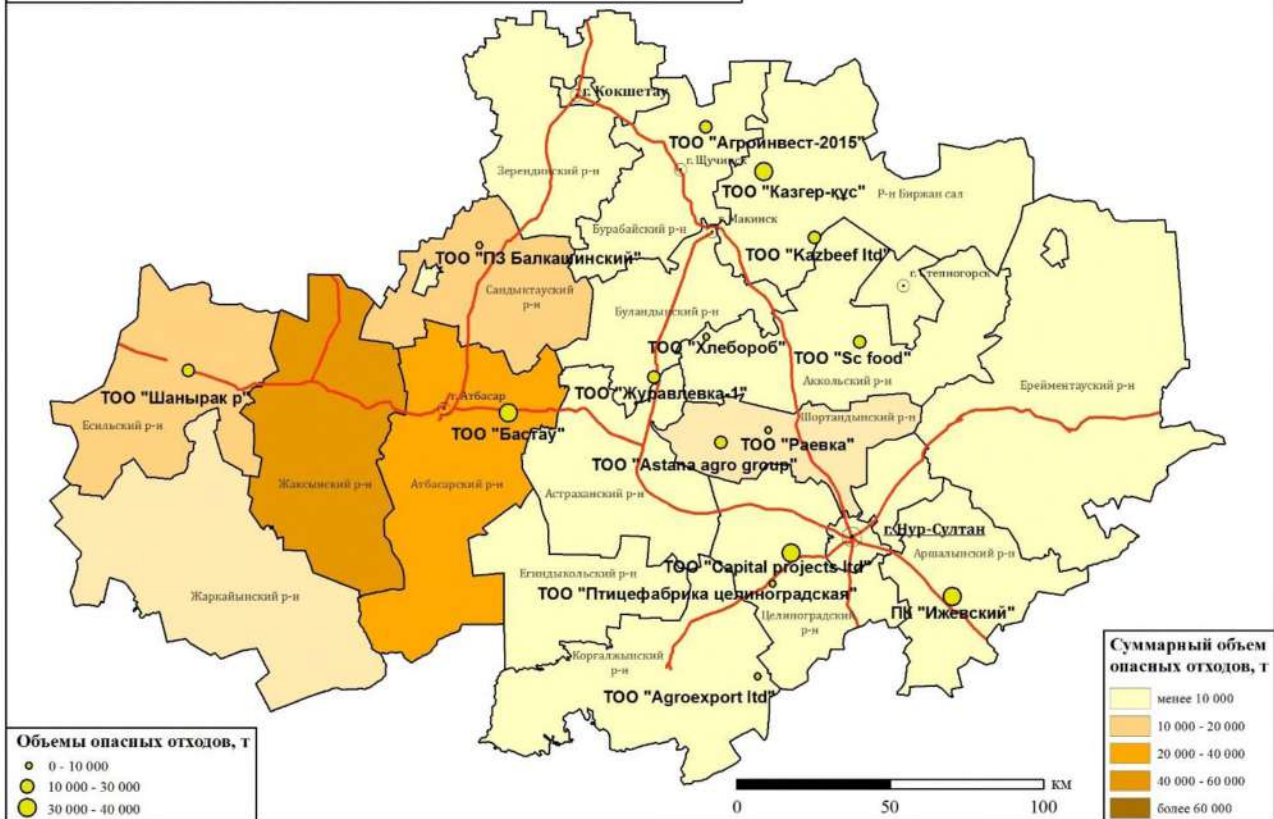 г. Кокшетау
ТОО "Агроинвест-2015"
г. Щучинск
Зерендинский р-н
ТОО "Казгер-құс"
Р-н Биржан сал
г. Макинск
Бурабайский р-н
ТОО "ПЗ Балкашинский"
ТОО "Kazbeef ltd"
г. Степногорск
Сандыктауский
р-н
Буландынский р-н
ТОО "Хлебороб"
ТОО "Sc food"
Аккольский р-н
Ерейментауский р-н
ТОО "Шанырак р"
ТОО "Журавлевка-1"
г. Атбасар
Есильский р-н
Шортандынский р-н
ТОО "Бастау"
ТОО "Раевка"
ТОО "Astana agro group"
Жаксынский р-н
Атбасарский р-н
Астраханский р-н
г.Нур-Султан
Аршалынский р-н
ТОО "Capital projects ltd"
Егиндыкольский р-н
Жаркайынский р-н
ТОО "Птицефабрика целиноградская"
ПК "Ижевский"
Целиноградский
р-н
Коргалжынский
р-н
ТОО "Agroexport ltd"
Объемы опасных отходов, т
0 - 10 000
10 000 - 30 000
30 000 - 40 000
км
0 50 100
Суммарный объем
опасных отходов, т
менее 10 000
10 000 - 20 000
20 000 - 40 000
40 000 - 60 000
более 60 000